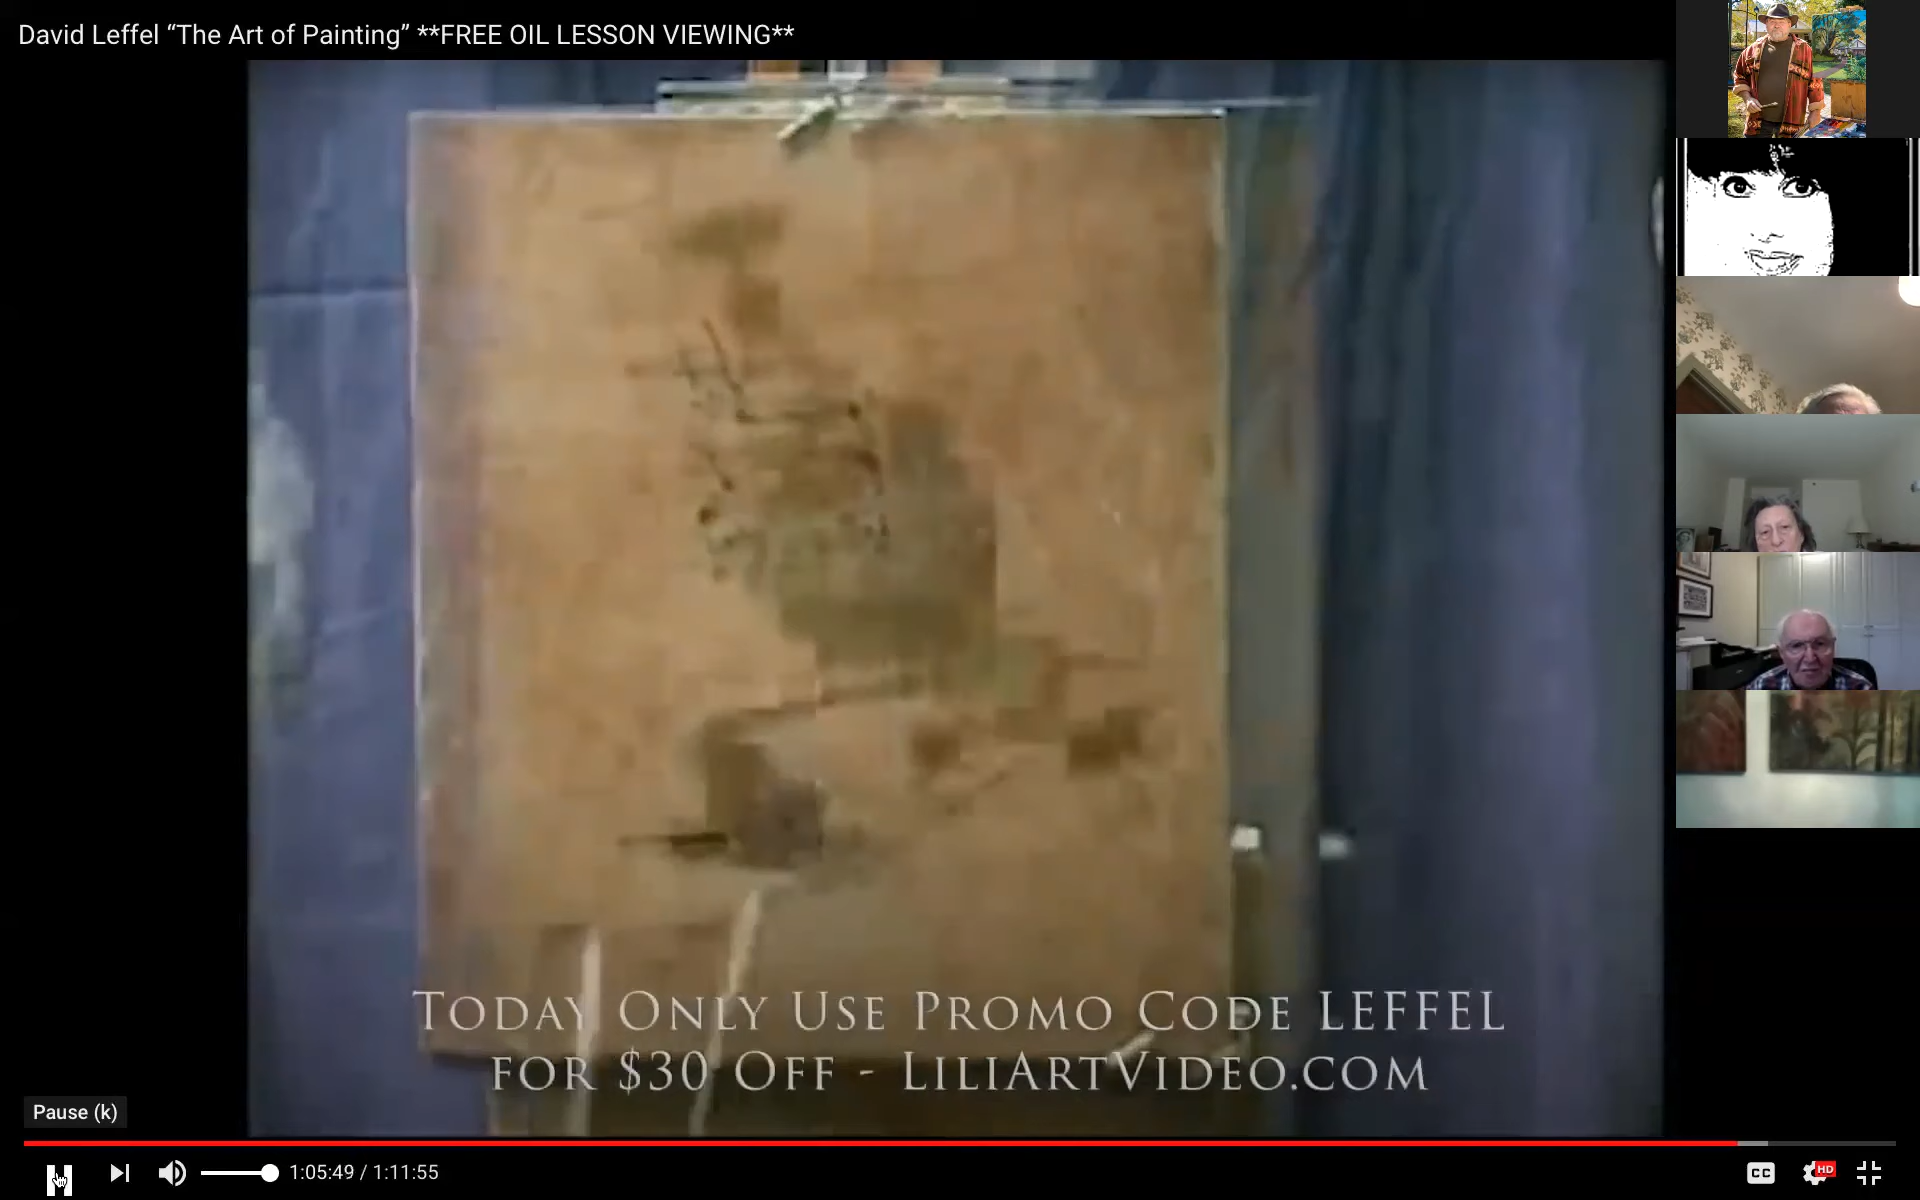 David Leffel “The Art of Painting” **FREE OIL LESSON VIEWING**
Today Only Use Promo Code LEFFEL
for $30 Off - LiliArtVideo.com
Pause (k)
1:05:49 / 1:11:55
CC
HD